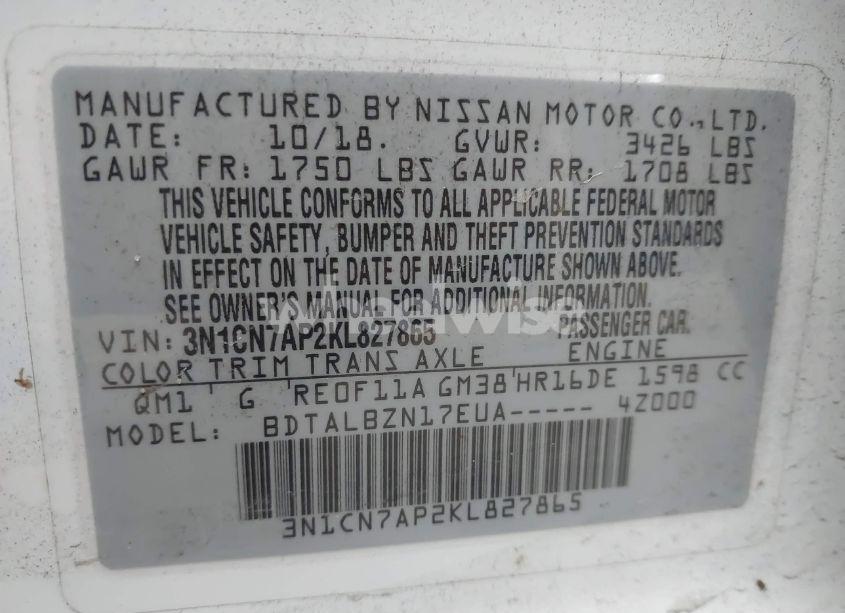 MANUFACTURED BY NISSAN MOTOR CO.,LTD.
DATE: 10/18. GVWR: 3426 LBS
GAWR FR: 1750 LBS GAWR RR: 1708 LBS
THIS VEHICLE CONFORMS TO ALL APPLICABLE FEDERAL MOTOR
VEHICLE SAFETY, BUMPER AND THEFT PREVENTION STANDARDS
IN EFFECT ON THE DATE OF MANUFACTURE SHOWN ABOVE.
SEE OWNER'S MANUAL FOR ADDITIONAL INFORMATION.
VIN: 3N1CN7AP2KL827865 PASSENGER CAR.
COLOR TRIM TRANS AXLE ENGINE
QM1 G RE0F11A GM38 HR16DE 1598 CC
MODEL: BDTALBZN17EUA----- 4Z000
3N1CN7AP2KL827865